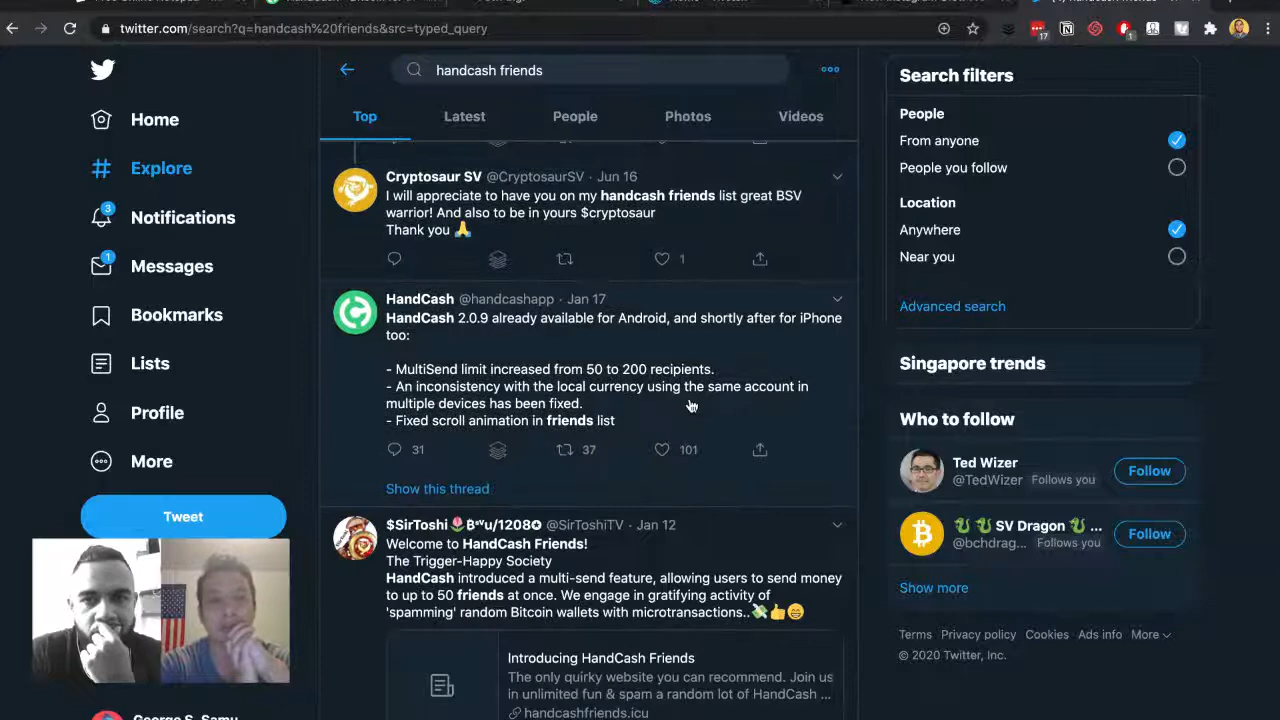 twitter.com/search?q=handcash%20friends&src=typed_query
17
1
handcash friends
Top
Latest
People
Photos
Videos
Home
Explore
3
Notifications
1
Messages
Bookmarks
Lists
Profile
More
Tweet
Cryptosaur SV @CryptosaurSV · Jun 16
I will appreciate to have you on my handcash friends list great BSV
warrior! And also to be in yours $cryptosaur
Thank you 🙏
1
HandCash @handcashapp · Jan 17
HandCash 2.0.9 already available for Android, and shortly after for iPhone
too:
- MultiSend limit increased from 50 to 200 recipients.
- An inconsistency with the local currency using the same account in
multiple devices has been fixed.
- Fixed scroll animation in friends list
31
37
101
Show this thread
@SirToshiTV · Jan 12
Welcome to HandCash Friends!
The Trigger-Happy Society
HandCash introduced a multi-send feature, allowing users to send money
to up to 50 friends at once. We engage in gratifying activity of
'spamming' random Bitcoin wallets with microtransactions..💸👍😄
Introducing HandCash Friends
The only quirky website you can recommend. Join us
in unlimited fun & spam a random lot of HandCash ...
handcashfriends.icu
Search filters
People
From anyone
People you follow
Location
Anywhere
Near you
Advanced search
Singapore trends
Who to follow
Ted Wizer
@TedWizer Follows you
Follow
🐉 🐉 SV Dragon 🐉 ...
@bchdrag... Follows you
Follow
Show more
Terms Privacy policy Cookies Ads info More
© 2020 Twitter, Inc.
George S. Samu